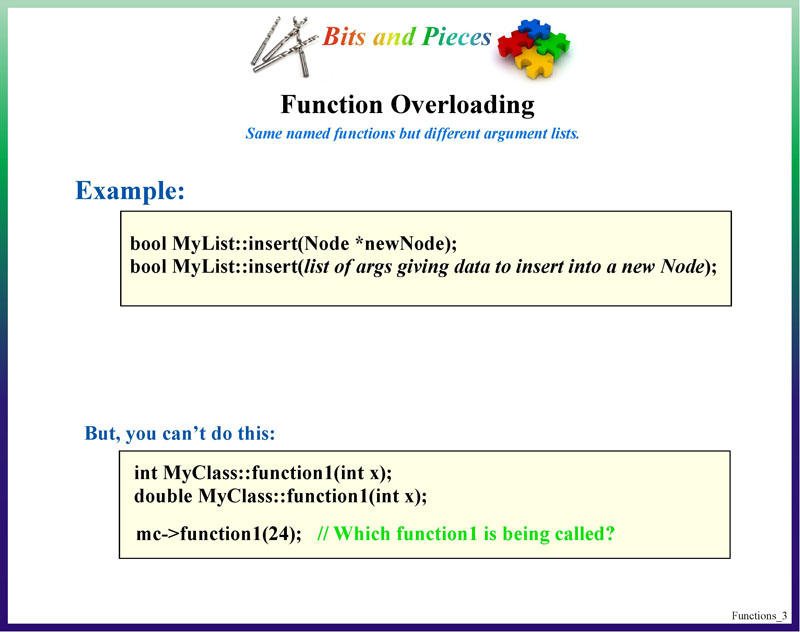 Bits and Pieces
Function Overloading
Same named functions but different argument lists.
Example:
bool MyList::insert(Node *newNode);
bool MyList::insert(list of args giving data to insert into a new Node);
But, you can’t do this:
int MyClass::function1(int x);
double MyClass::function1(int x);
mc->function1(24);   // Which function1 is being called?
Functions_3